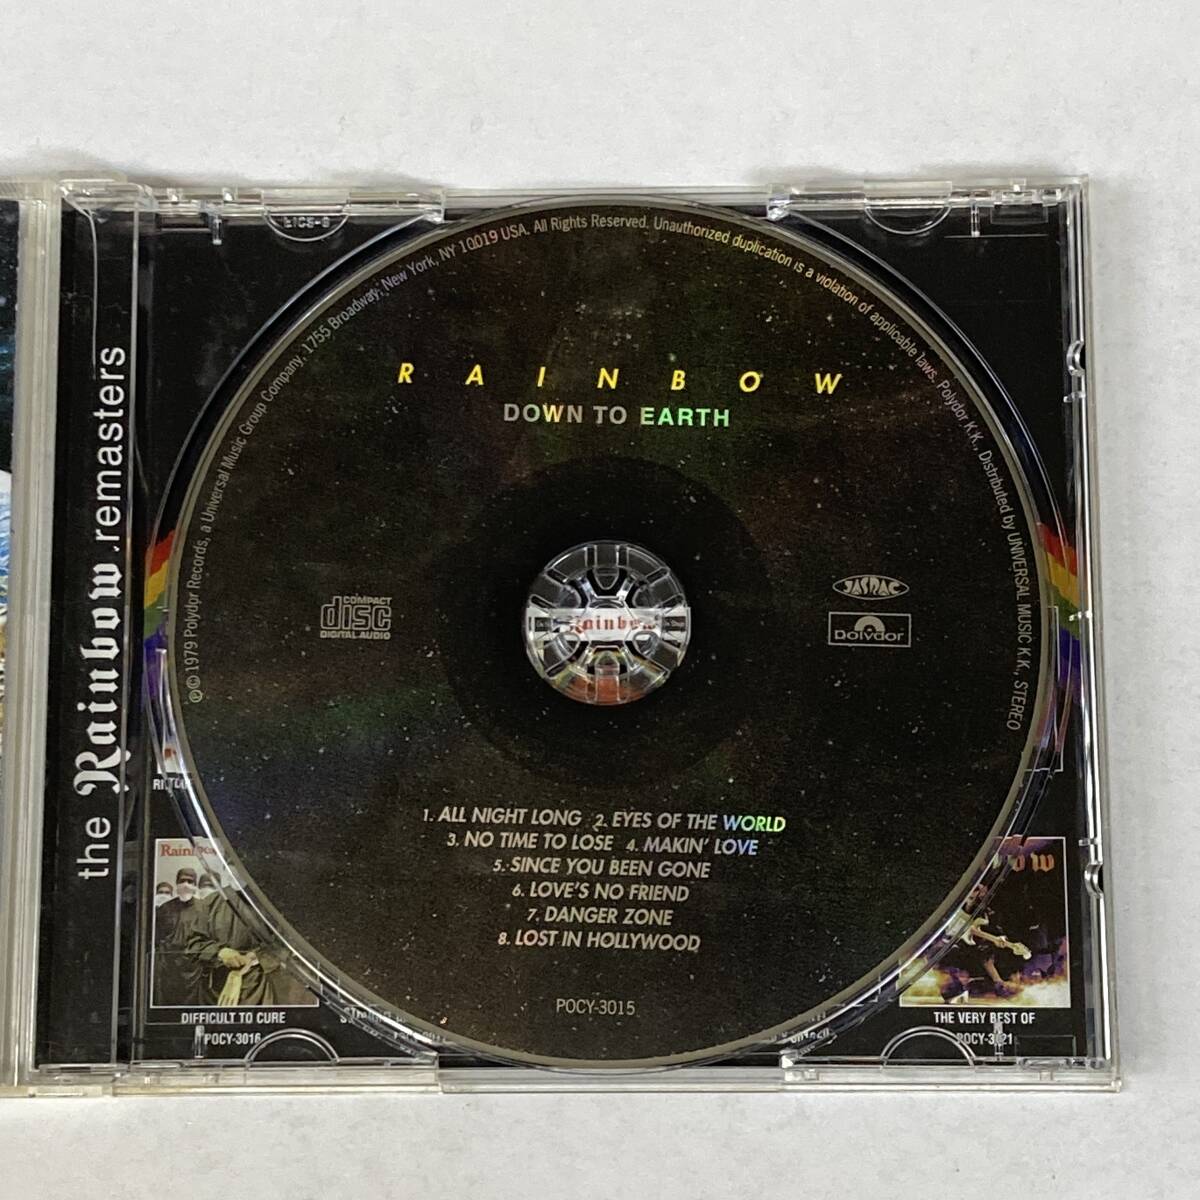 the Rainbow remasters
℗© 1979 Polydor Records, a Universal Music Group Company, 1755 Broadway, New York, NY 10019 USA. All Rights Reserved. Unauthorized duplication is a violation of applicable laws. Polydor K.K., Distributed by UNIVERSAL MUSIC K.K., STEREO
RAINBOW
DOWN TO EARTH
COMPACT
disc
DIGITAL AUDIO
Rainbow
JASRAC
Polydor
1. ALL NIGHT LONG 2. EYES OF THE WORLD
3. NO TIME TO LOSE 4. MAKIN' LOVE
5. SINCE YOU BEEN GONE
6. LOVE'S NO FRIEND
7. DANGER ZONE
8. LOST IN HOLLYWOOD
POCY-3015
Rainbow
DIFFICULT TO CURE
POCY-3016
THE VERY BEST OF
POCY-3021